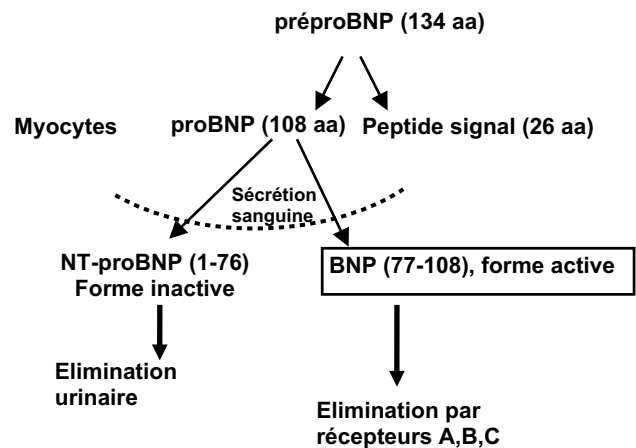 préproBNP (134 aa)
Myocytes
proBNP (108 aa)
Peptide signal (26 aa)
Sécrétion
sanguine
NT-proBNP (1-76)
Forme inactive
BNP (77-108), forme active
Elimination
urinaire
Elimination par
récepteurs A,B,C